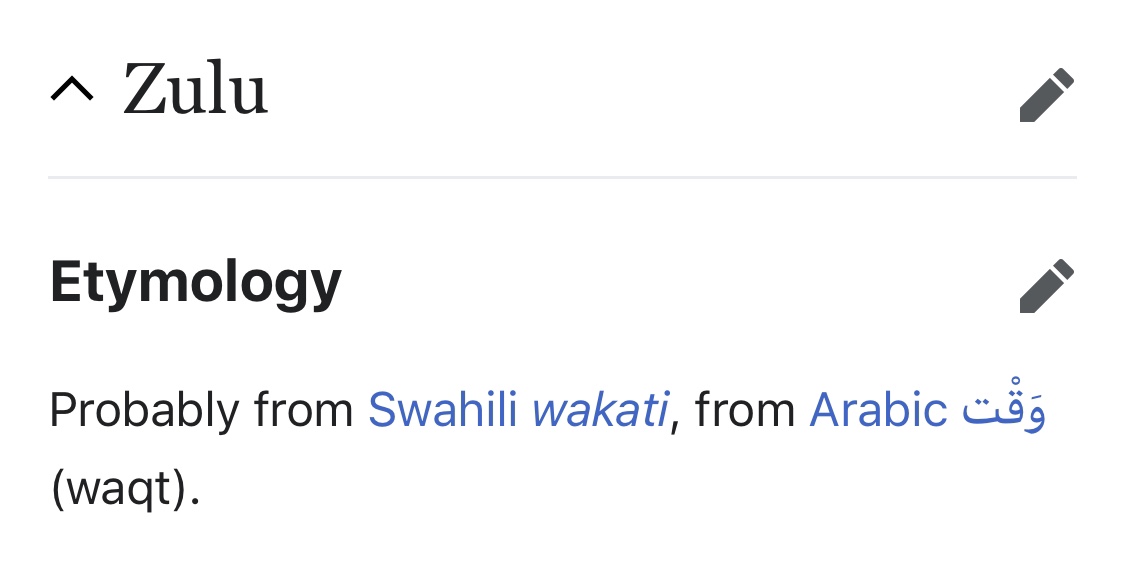 Zulu
Etymology
Probably from Swahili wakati, from Arabic وَقْت
(waqt).